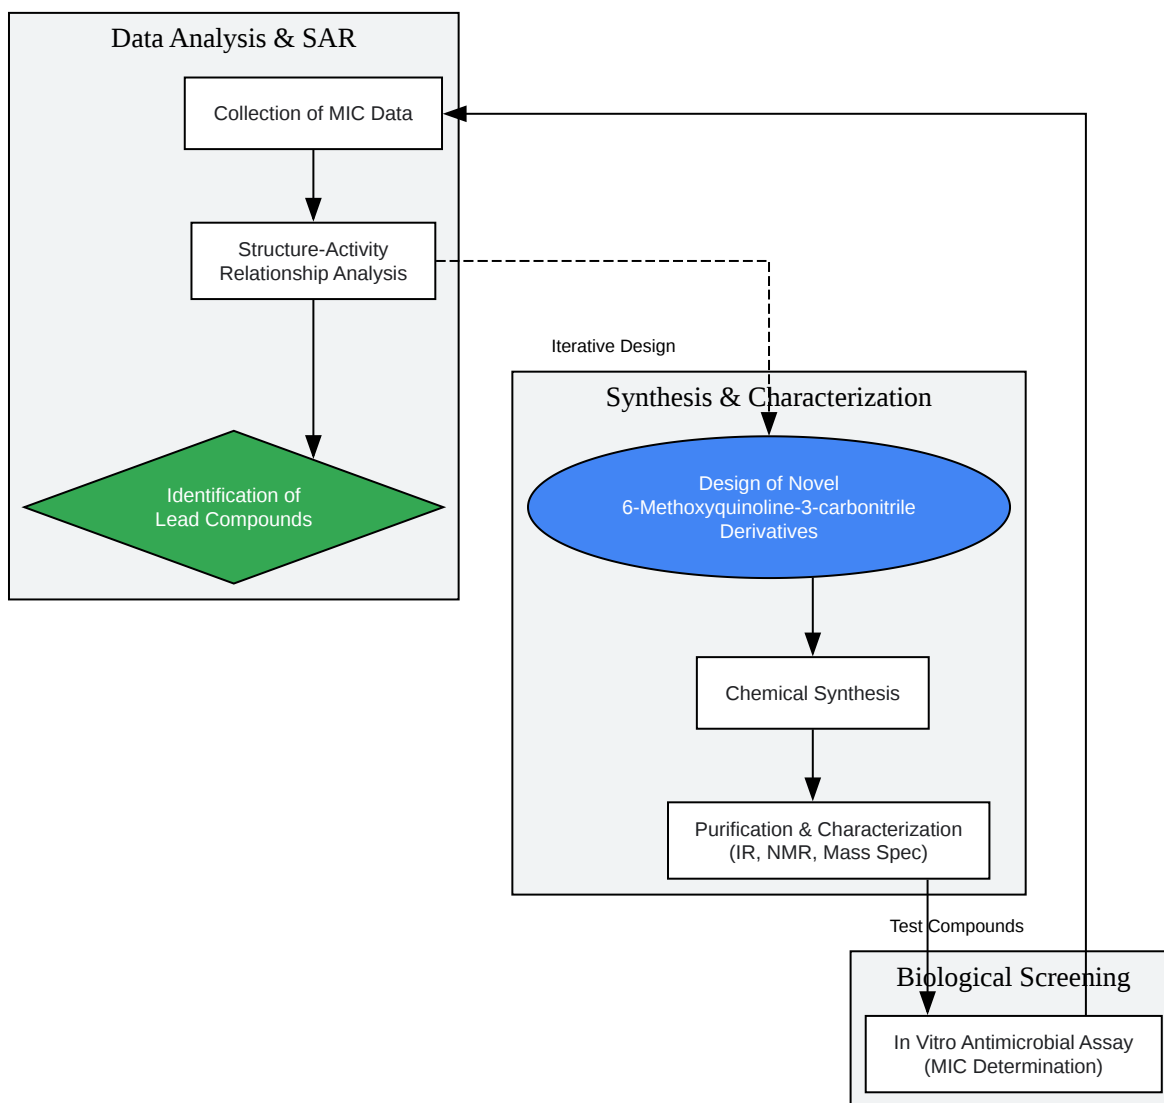 Data Analysis & SAR
Collection of MIC Data
Structure-Activity
Relationship Analysis
Identification of
Lead Compounds
Iterative Design
Synthesis & Characterization
Design of Novel
6-Methoxyquinoline-3-carbonitrile
Derivatives
Chemical Synthesis
Purification & Characterization
(IR, NMR, Mass Spec)
Test Compounds
Biological Screening
In Vitro Antimicrobial Assay
(MIC Determination)